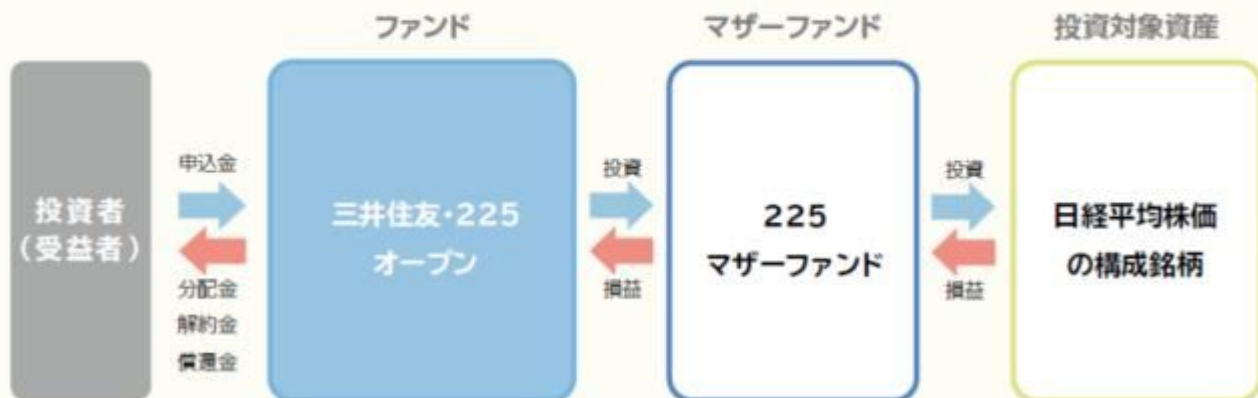 ファンド
マザーファンド
投資対象資産
投資者
（受益者）
申込金
分配金
解約金
償還金
三井住友・225
オープン
投資
損益
225
マザーファンド
投資
損益
日経平均株価
の構成銘柄